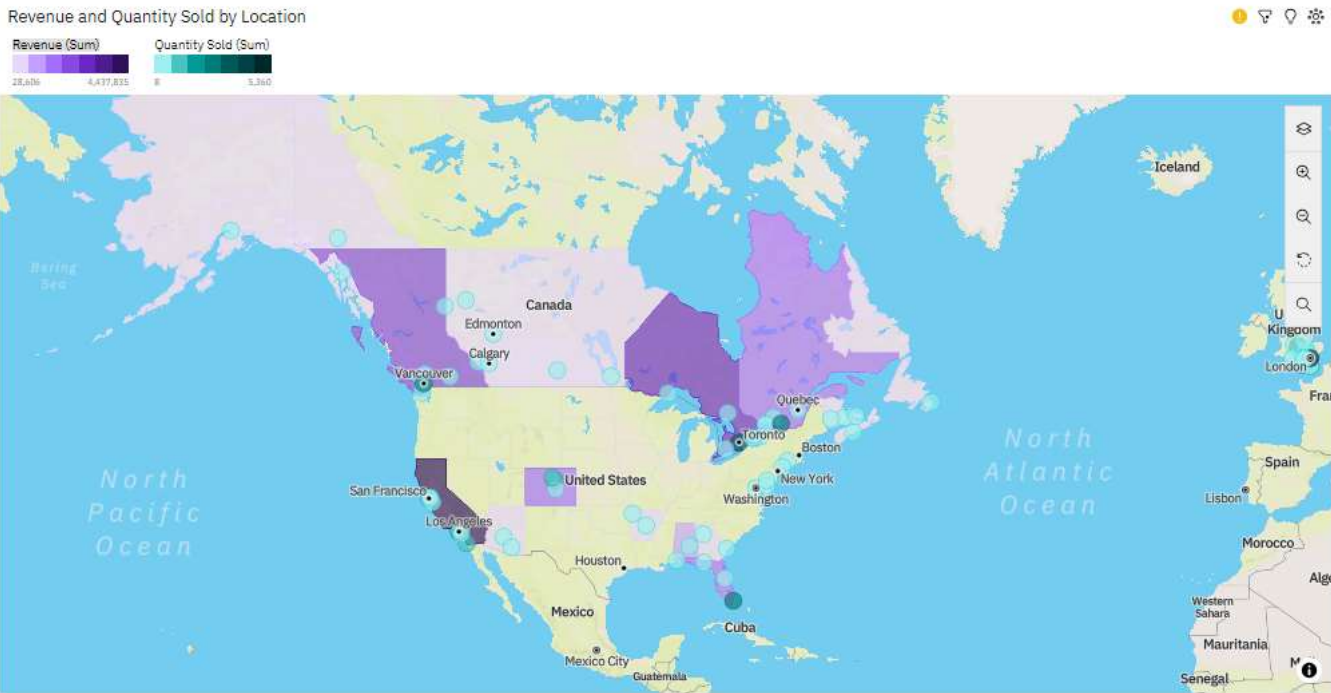 Revenue and Quantity Sold by Location
Revenue (Sum)
Quantity Sold (Sum)
28,606
4,437,835
8
5,360
Iceland
Bering
Sea
Canada
Edmonton
Calgary
Vancouver
U
Kingdom
London
Quebec
Toronto
Boston
New York
Washington
United States
San Francisco
Los Angeles
Houston
North
Pacific
Ocean
North
Atlantic
Ocean
Fra
Spain
Lisbon
Morocco
Alge
Western
Sahara
Mauritania
M
Senegal
Mexico
Mexico City
Guatemala
Cuba